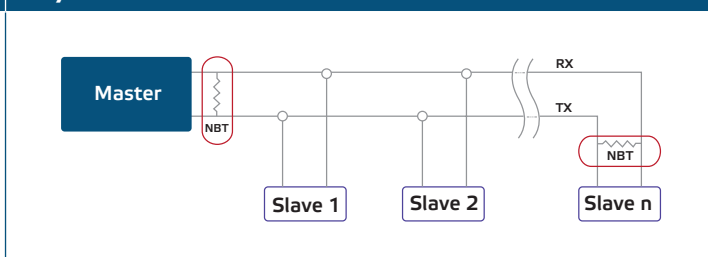 RX
Master
TX
NBT
NBT
Slave 1
Slave 2
Slave n